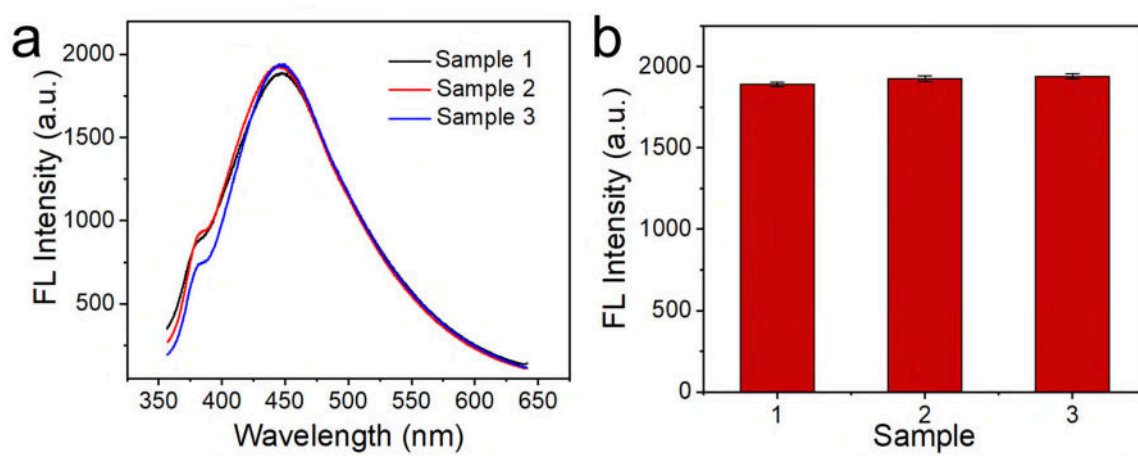 a
FL Intensity (a.u.)
2000
1500
1000
500
Sample 1
Sample 2
Sample 3
350 400 450 500 550 600 650
Wavelength (nm)
b
FL Intensity (a.u.)
2000
1500
1000
500
0
1 2 3
Sample